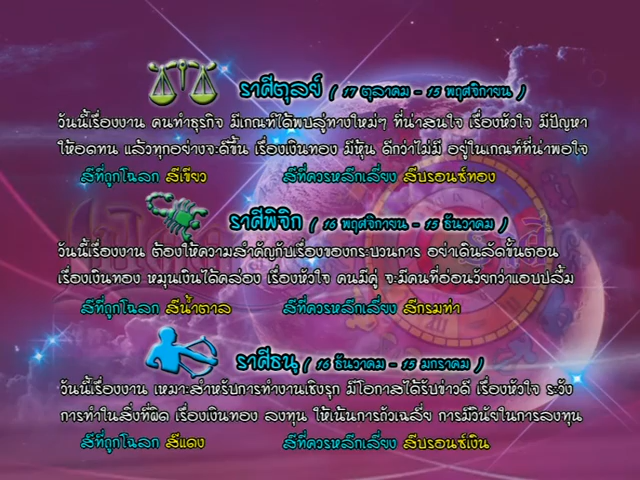 ราศีตุลย์ ( 17 ตุลาคม - 15 พฤศจิกายน )
วันนี้เรื่องงาน คนทำธุรกิจ มีเกณฑ์ได้พบลู่ทางใหม่ๆ ที่น่าสนใจ เรื่องหัวใจ มีปัญหา
ให้อดทน แล้วทุกอย่างจะดีขึ้น เรื่องเงินทอง มีหุ้น ดีกว่าไม่มี อยู่ในเกณฑ์ที่น่าพอใจ
สีที่ถูกโฉลก สีเขียว สีที่ควรหลีกเลี่ยง สีบรอนซ์ทอง
ราศีพิจิก ( 16 พฤศจิกายน - 15 ธันวาคม )
วันนี้เรื่องงาน ต้องให้ความสำคัญกับเรื่องของกระบวนการ อย่าเดินลัดขั้นตอน
เรื่องเงินทอง หมุนเงินได้คล่อง เรื่องหัวใจ คนมีคู่ จะมีคนที่อ่อนวัยกว่าแอบปลื้ม
สีที่ถูกโฉลก สีน้ำตาล สีที่ควรหลีกเลี่ยง สีกรมท่า
ราศีธนู ( 16 ธันวาคม - 15 มกราคม )
วันนี้เรื่องงาน เหมาะสำหรับการทำงานเชิงรุก มีโอกาสได้รับข่าวดี เรื่องหัวใจ ระวัง
การทำในสิ่งที่ผิด เรื่องเงินทอง ลงทุน ให้เน้นการถัวเฉลี่ย การมีวินัยในการลงทุน
สีที่ถูกโฉลก สีแดง สีที่ควรหลีกเลี่ยง สีบรอนซ์เงิน